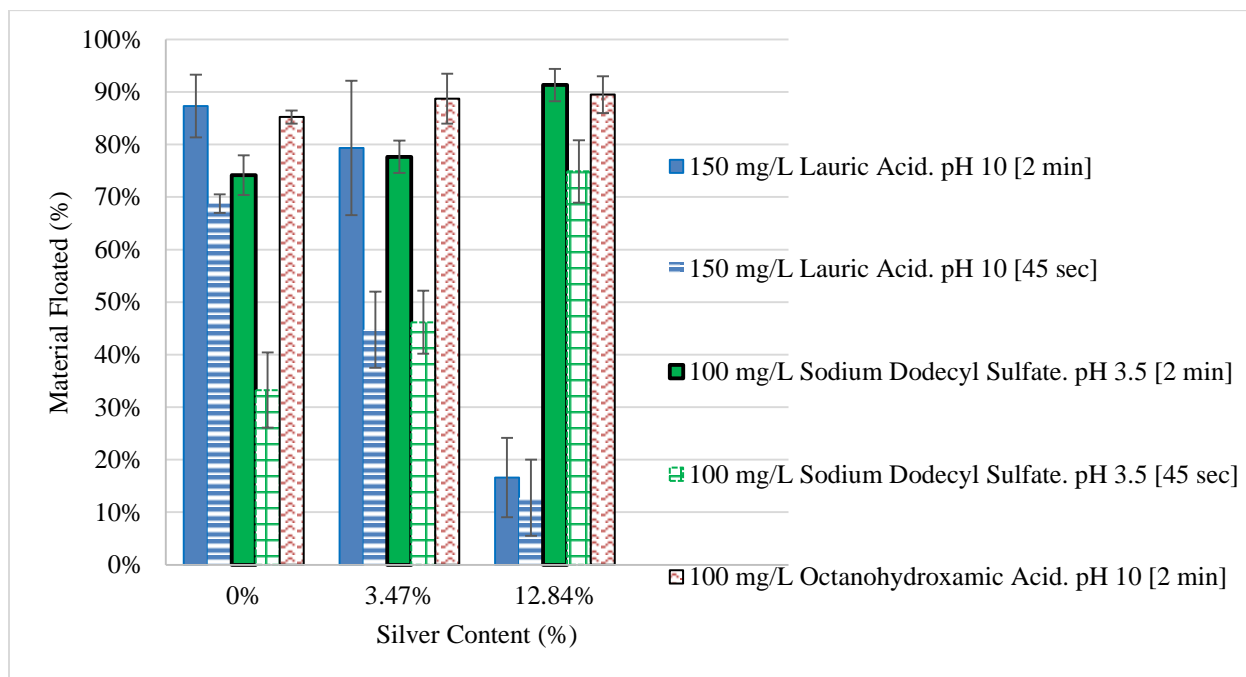 100%
90%
80%
70%
60%
50%
40%
30%
20%
10%
0%
Material Floated (%)
0%
3.47%
12.84%
Silver Content (%)
150 mg/L Lauric Acid. pH 10 [2 min]
150 mg/L Lauric Acid. pH 10 [45 sec]
100 mg/L Sodium Dodecyl Sulfate. pH 3.5 [2 min]
100 mg/L Sodium Dodecyl Sulfate. pH 3.5 [45 sec]
100 mg/L Octanohydroxamic Acid. pH 10 [2 min]